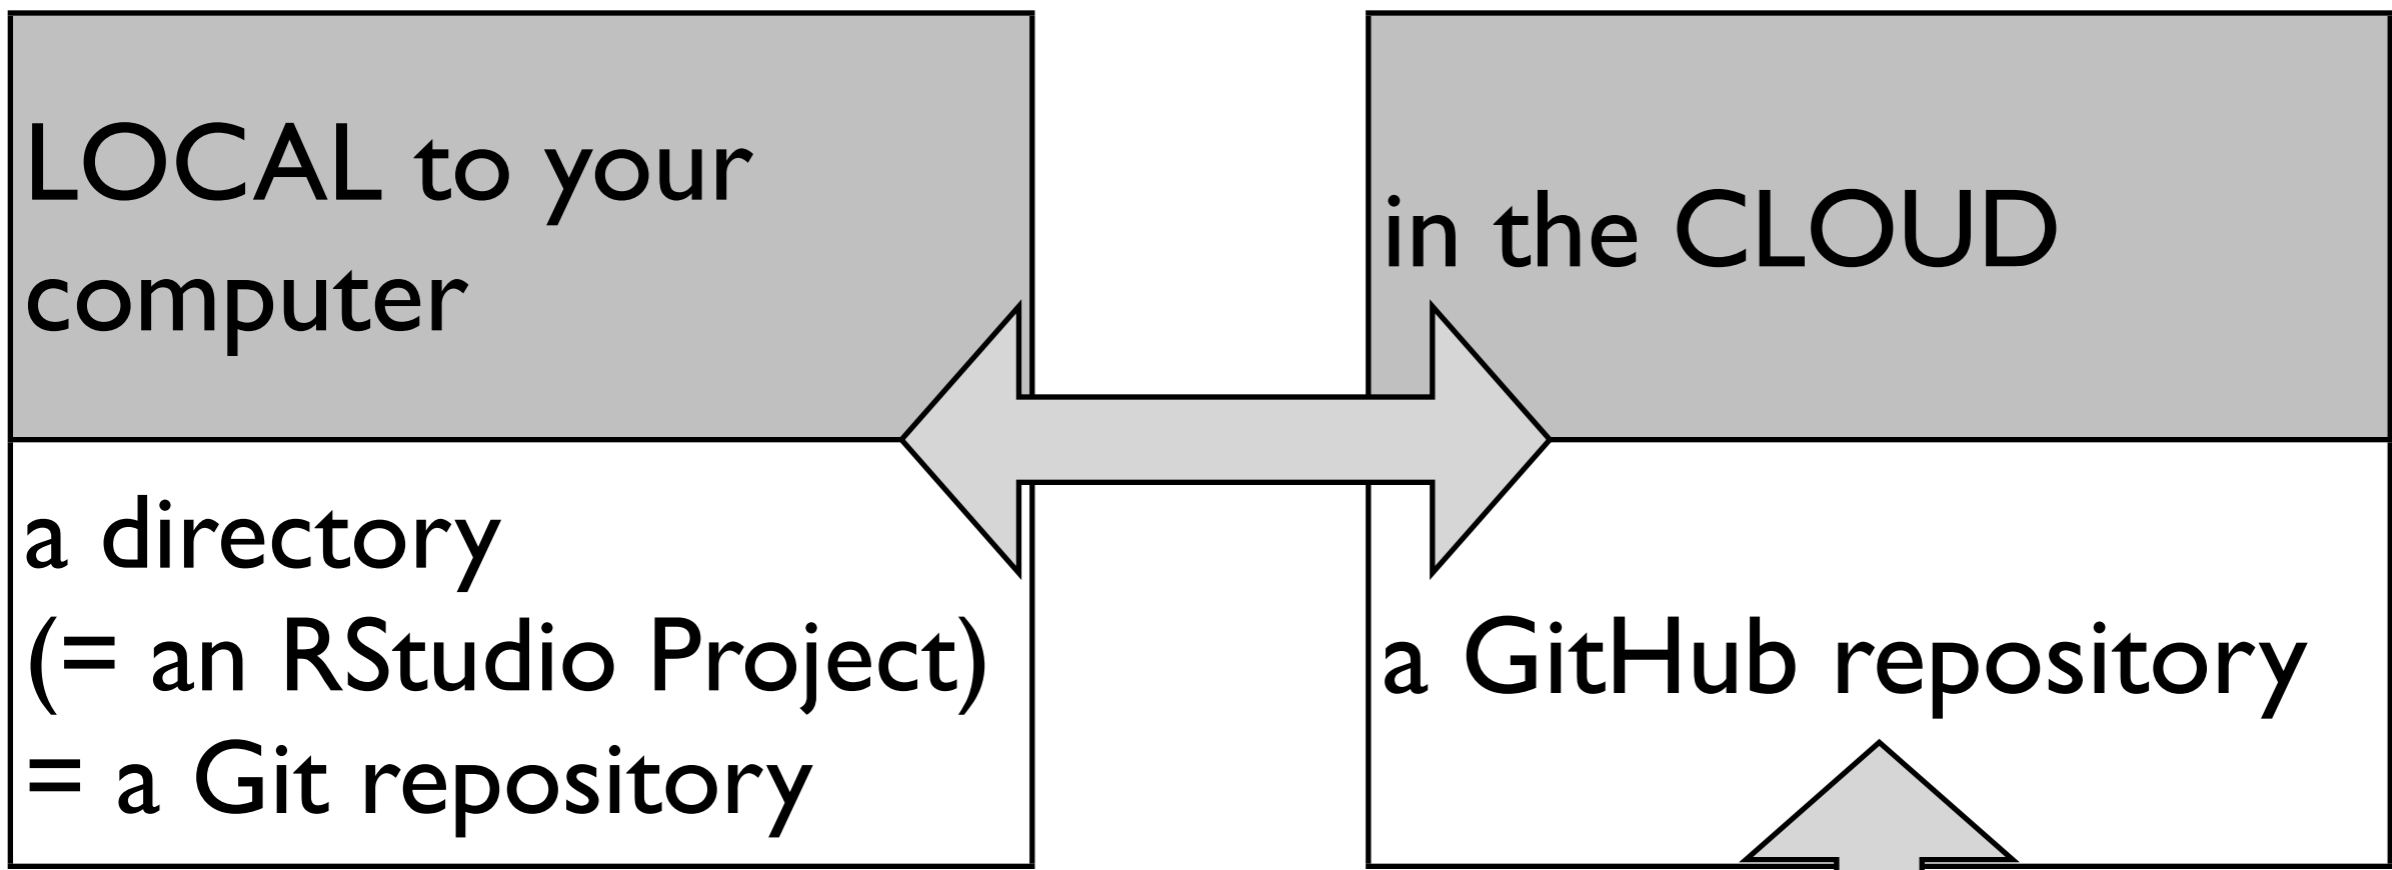 LOCAL to your
computer
in the CLOUD
a directory
(= an RStudio Project)
= a Git repository
a GitHub repository